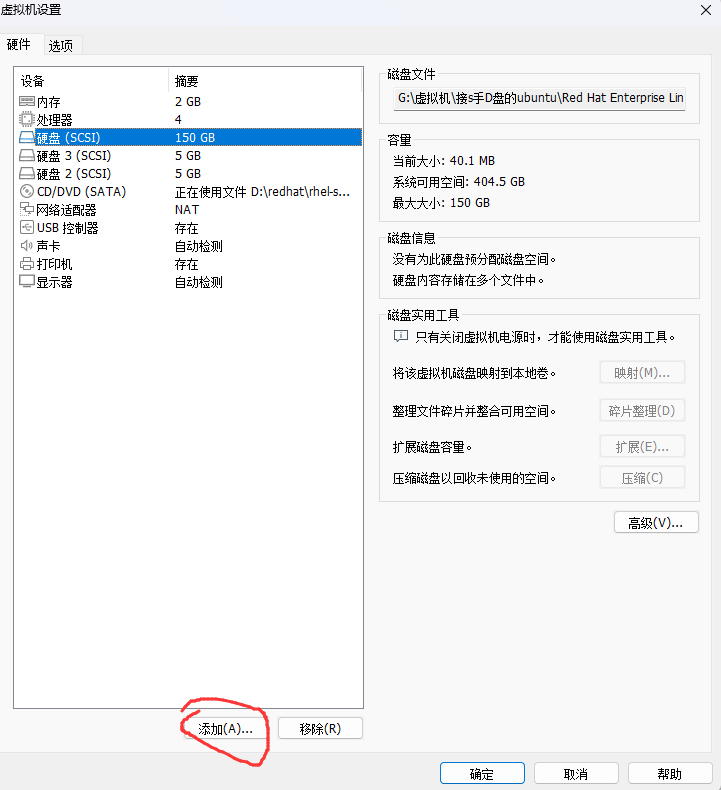 虚拟机设置
硬件 选项
设备 摘要
内存 2 GB
处理器 4
硬盘 (SCSI) 150 GB
硬盘 3 (SCSI) 5 GB
硬盘 2 (SCSI) 5 GB
CD/DVD (SATA) 正在使用文件 D:\redhat\rhel-s...
网络适配器 NAT
USB 控制器 存在
声卡 自动检测
打印机 存在
显示器 自动检测
添加(A)... 移除(R)
磁盘文件
G:\虚拟机\接s手D盘的ubuntu\Red Hat Enterprise Lin
容量
当前大小: 40.1 MB
系统可用空间: 404.5 GB
最大大小: 150 GB
磁盘信息
没有为此硬盘预分配磁盘空间。
硬盘内容存储在多个文件中。
磁盘实用工具
只有关闭虚拟机电源时，才能使用磁盘实用工具。
将该虚拟机磁盘映射到本地卷。 映射(M)...
整理文件碎片并整合可用空间。 碎片整理(D)
扩展磁盘容量。 扩展(E)...
压缩磁盘以回收未使用的空间。 压缩(C)
高级(V)...
确定 取消 帮助